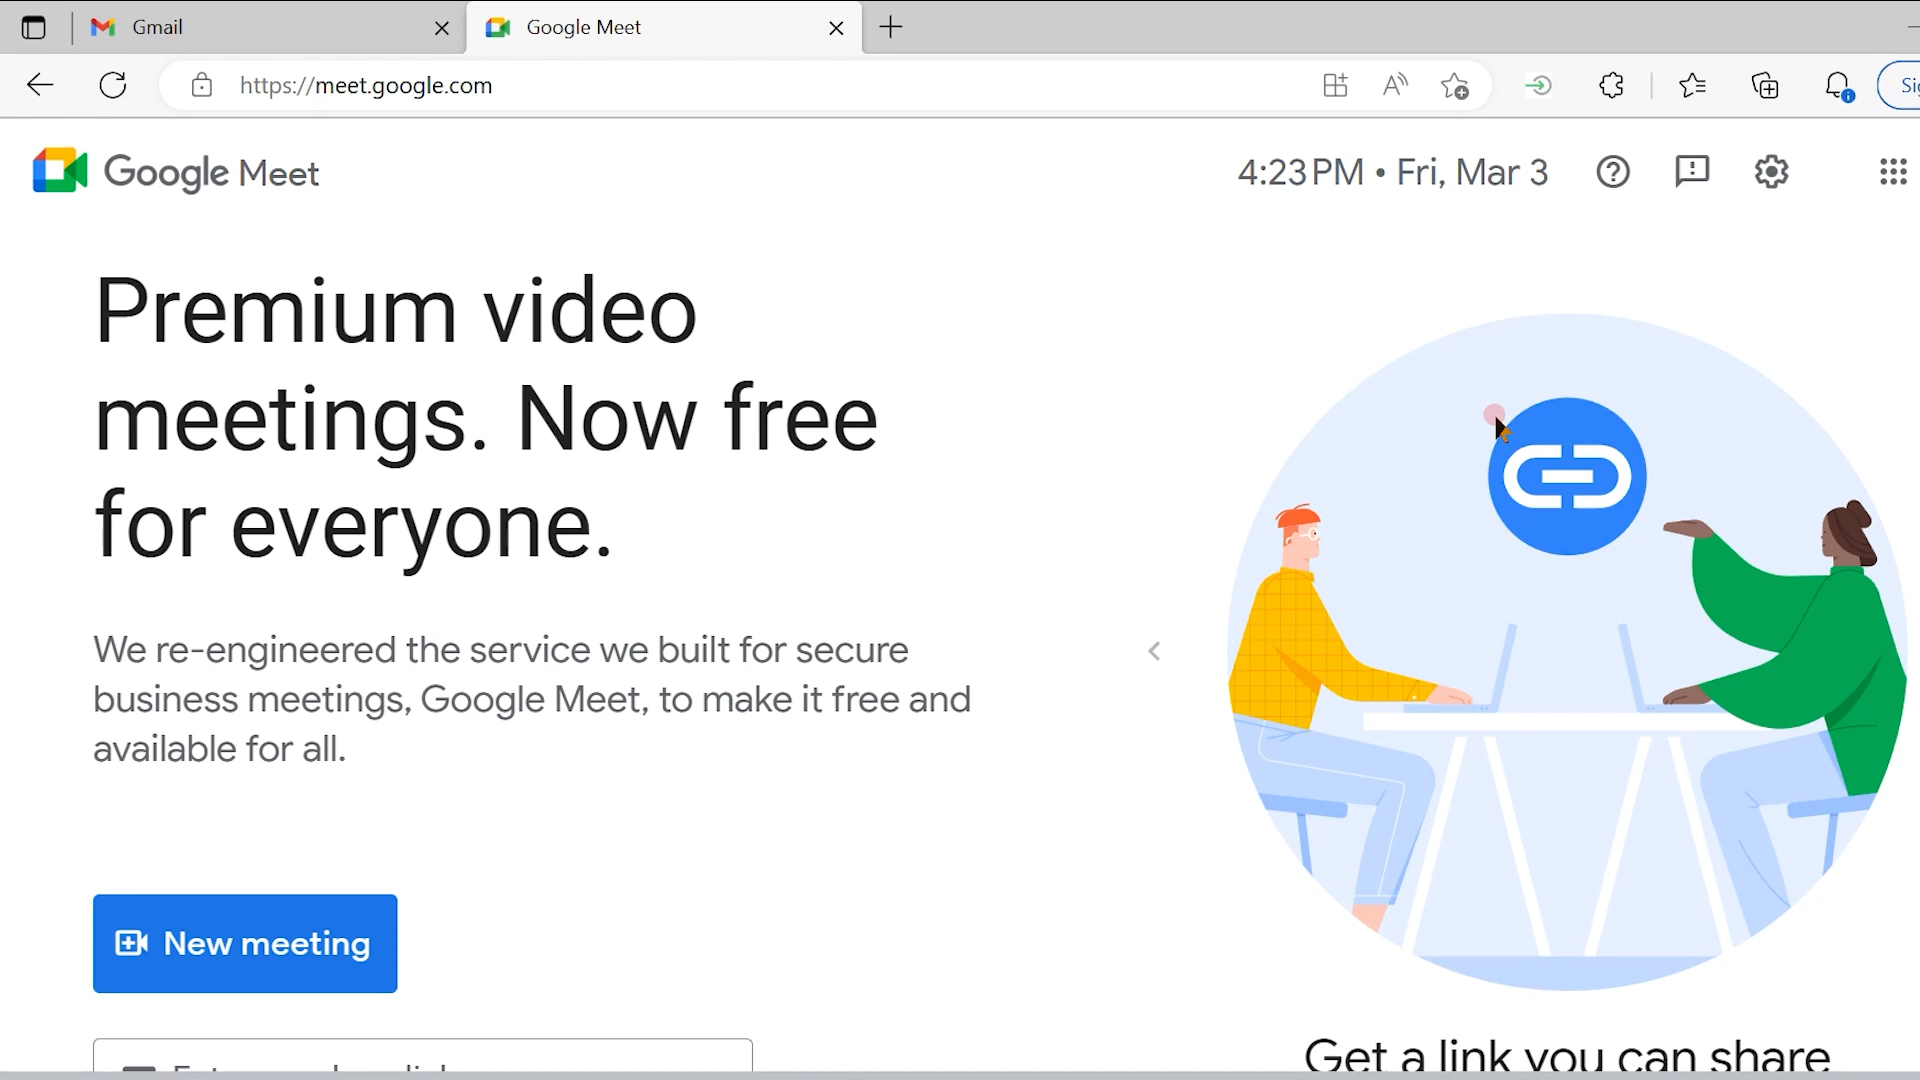 Gmail
Google Meet
https://meet.google.com
Google Meet
4:23 PM • Fri, Mar 3
Premium video
meetings. Now free
for everyone.
We re-engineered the service we built for secure
business meetings, Google Meet, to make it free and
available for all.
New meeting
Get a link you can share